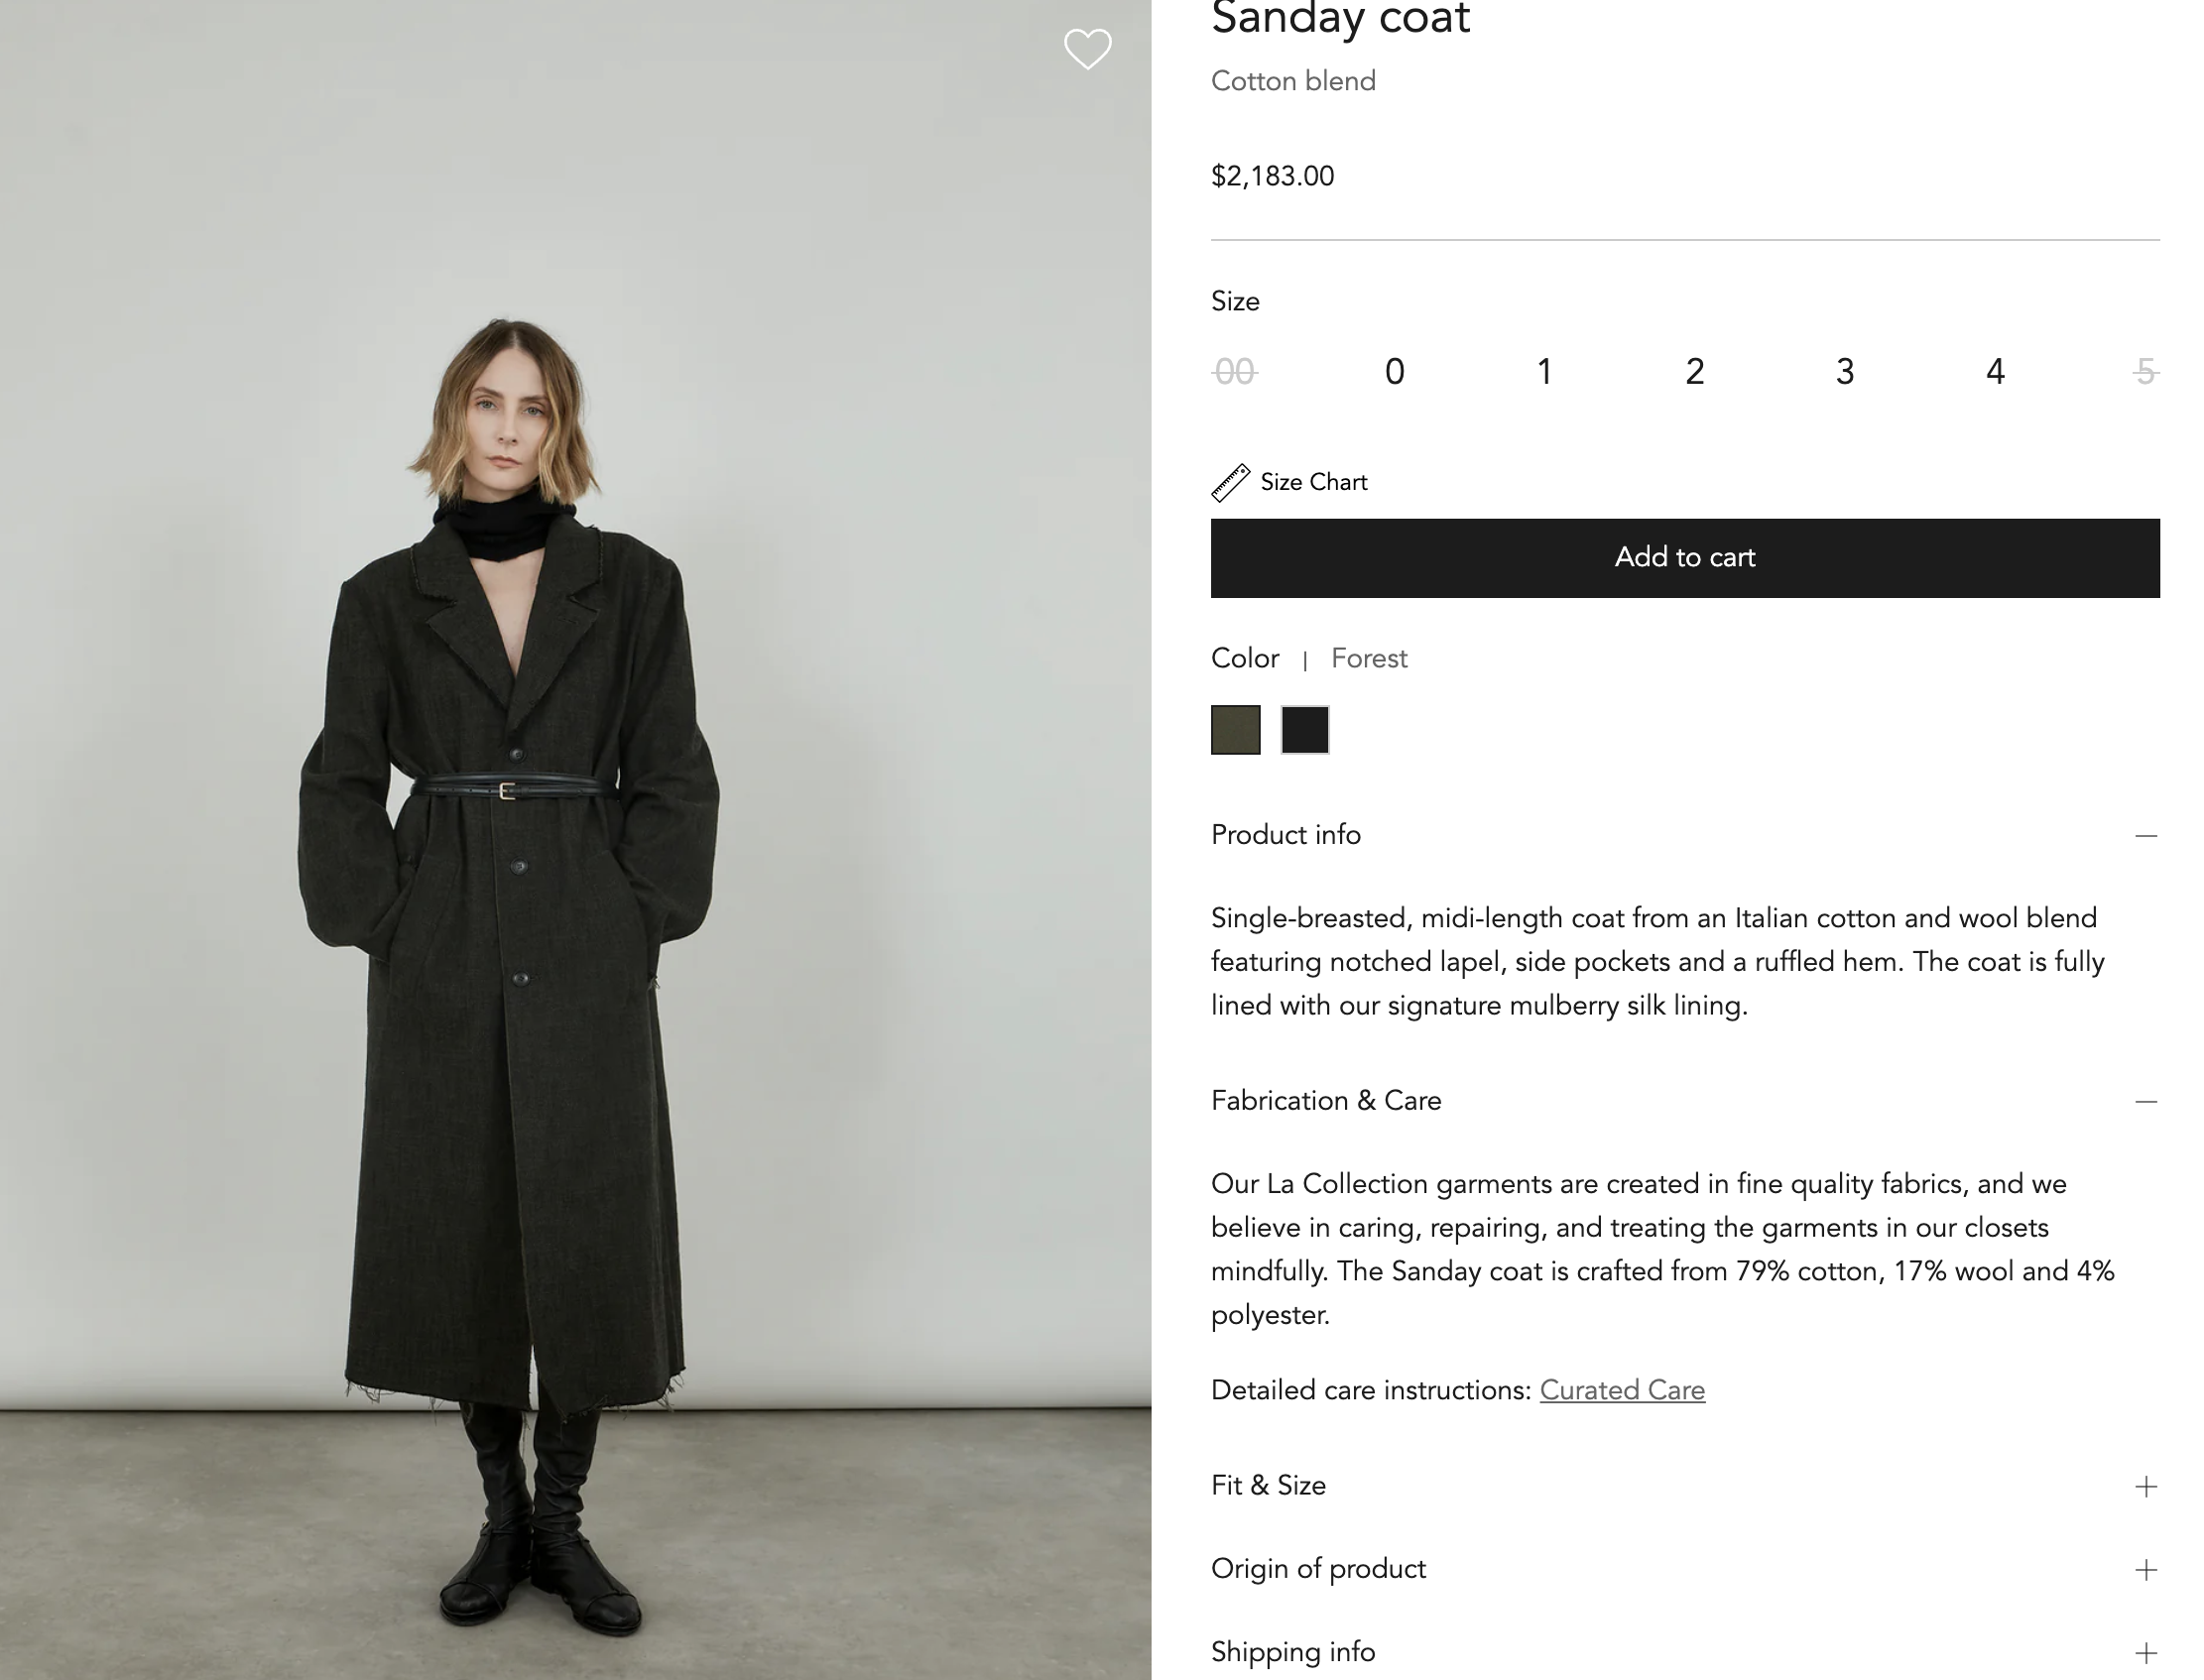 Sanday coat
Cotton blend
$2,183.00
Size
00 0 1 2 3 4 5
Size Chart
Add to cart
Color | Forest
Product info
Single-breasted, midi-length coat from an Italian cotton and wool blend
featuring notched lapel, side pockets and a ruffled hem. The coat is fully
lined with our signature mulberry silk lining.
Fabrication & Care
Our La Collection garments are created in fine quality fabrics, and we
believe in caring, repairing, and treating the garments in our closets
mindfully. The Sanday coat is crafted from 79% cotton, 17% wool and 4%
polyester.
Detailed care instructions: Curated Care
Fit & Size
Origin of product
Shipping info